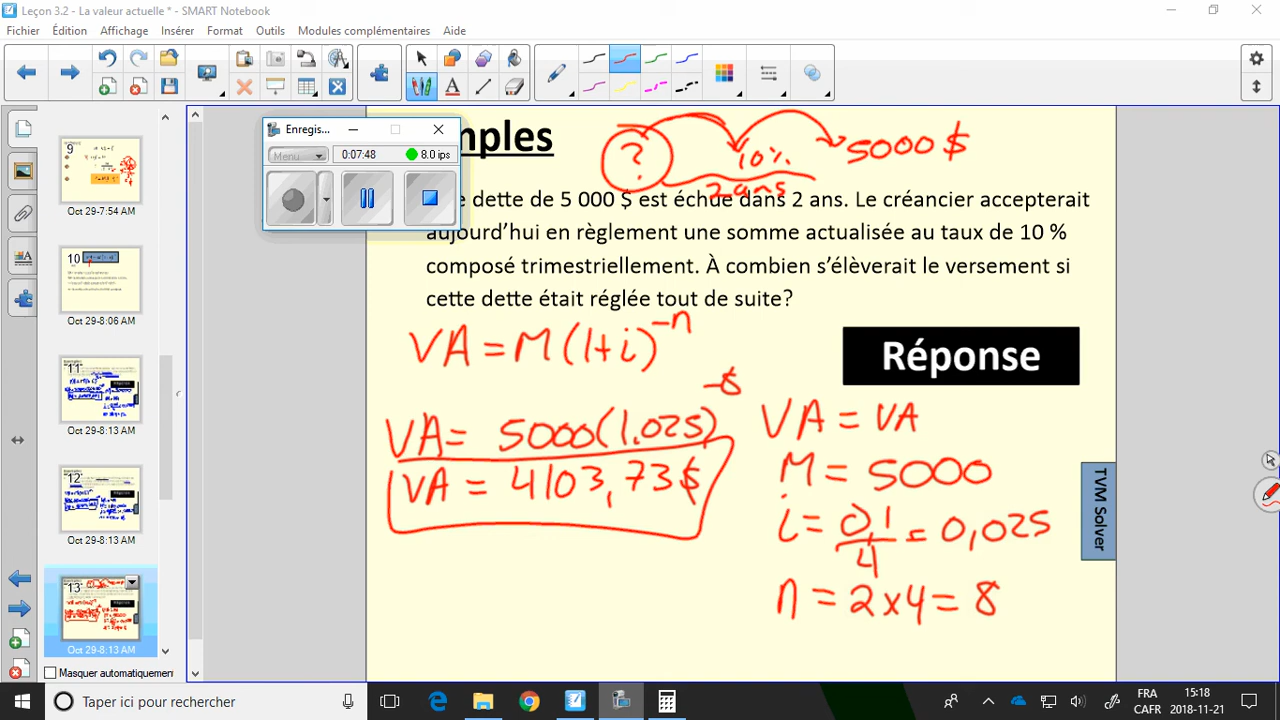 Leçon 3.2 - La valeur actuelle * - SMART Notebook
Fichier Édition Affichage Insérer Format Outils Modules complémentaires Aide
Enregis...
Menu 0:07:48 8.0 ips
9
Oct 29-7:54
10
Oct 29-8:06
11
Oct 29-8:13
12
Oct 29-8:13
13
Oct 29-8:13
Masquer automatiquement
mples
? 10% 5000 $
2 ans
e dette de 5 000 $ est échue dans 2 ans. Le créancier accepterait
aujourd’hui en règlement une somme actualisée au taux de 10 %
composé trimestriellement. À combien s’élèverait le versement si
cette dette était réglée tout de suite?
VA = M(1+i)^-n
Réponse
VA = 5000(1.025)^-8
VA = 4103,73$
VA = VA
M = 5000
i = 0,1/4 = 0,025
n = 2x4 = 8
TVM Solver
Taper ici pour rechercher
FRA 15:18
CAFR 2018-11-21